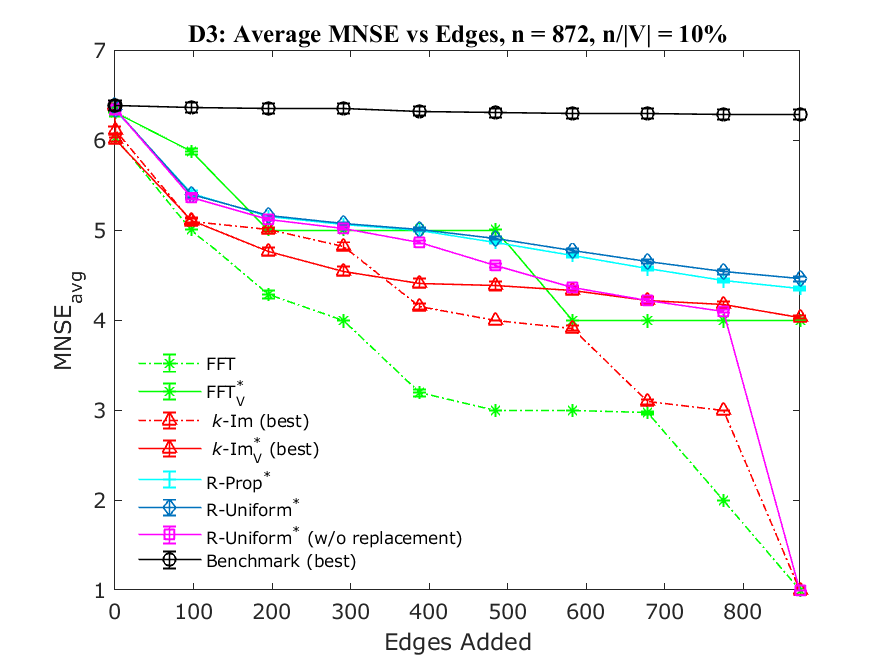 D3: Average MNSE vs Edges, n = 872, n/|V| = 10%
7
6
5
4
3
2
1
MNSE_avg
FFT
FFT*_V
k-Im (best)
k-Im*_V (best)
R-Prop*
R-Uniform*
R-Uniform* (w/o replacement)
Benchmark (best)
0 100 200 300 400 500 600 700 800
Edges Added